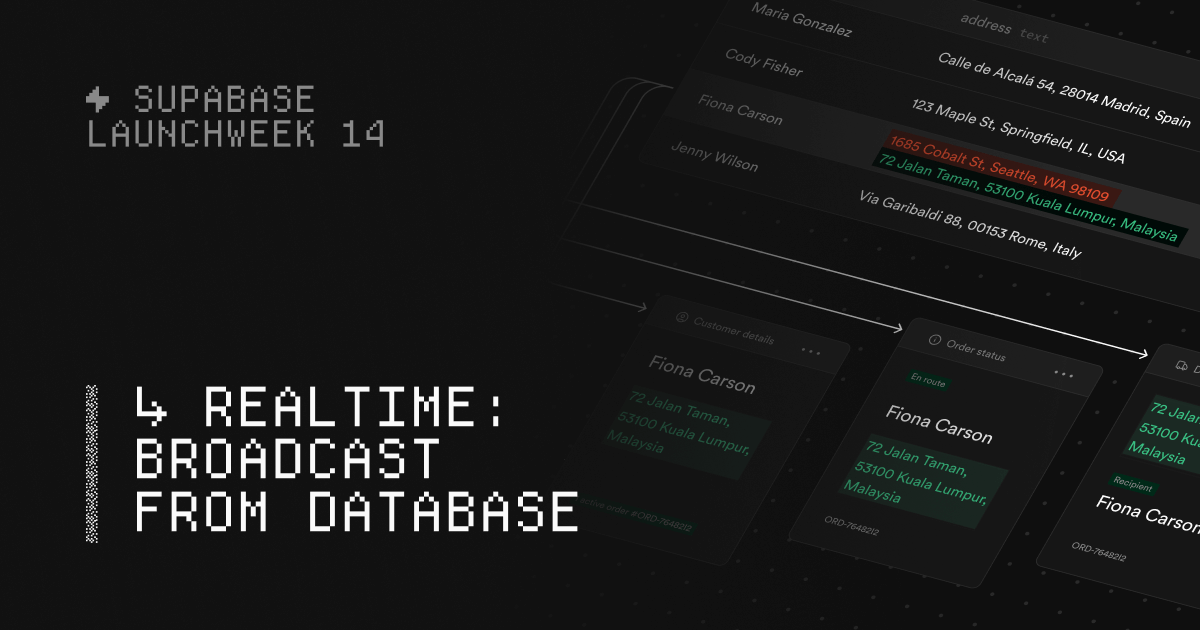 SUPABASE
LAUNCHWEEK 14
↳ REALTIME:
BROADCAST
FROM DATABASE
address text
Maria Gonzalez
Calle de Alcalá 54, 28014 Madrid, Spain
Cody Fisher
123 Maple St, Springfield, IL, USA
Fiona Carson
1685 Cobalt St, Seattle, WA 98109
72 Jalan Taman, 53100 Kuala Lumpur, Malaysia
Jenny Wilson
Via Garibaldi 88, 00153 Rome, Italy
Customer details
Fiona Carson
72 Jalan Taman,
53100 Kuala Lumpur,
Malaysia
order #ORD-7648212
Order status
En route
Fiona Carson
72 Jalan Taman,
53100 Kuala Lumpur,
Malaysia
ORD-7648212
72 Jalan Taman,
53100 Kuala
Malaysia
Recipient
Fiona Carson
ORD-7648212